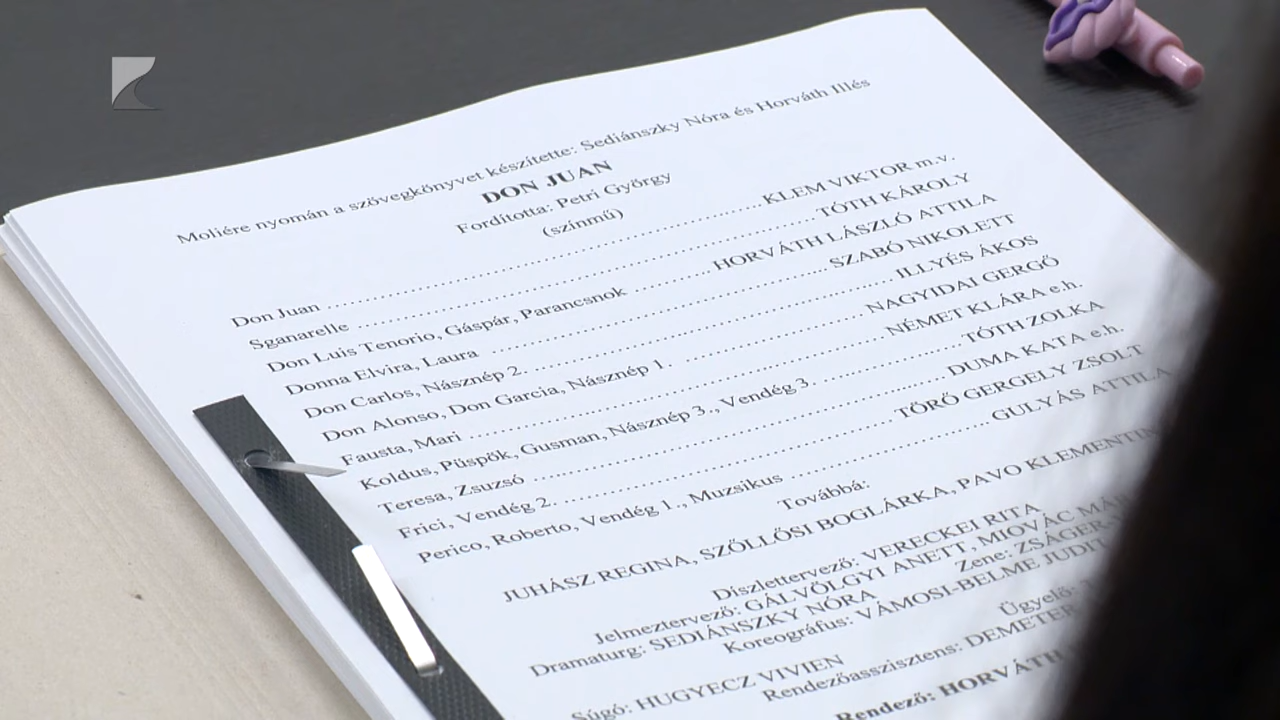 Moliére nyomán a szövegkönyvet készítette: Sediánszky Nóra és Horváth Illés
DON JUAN
Fordította: Petri György
(színmű)
Don Juan ........ KLEM VIKTOR m.v.
Sganarelle ........ TÓTH KÁROLY
Don Luis Tenorio, Gáspár, Parancsnok ........ HORVÁTH LÁSZLÓ ATTILA
Donna Elvira, Laura ........ SZABÓ NIKOLETT
Don Carlos, Násznép 2. ........ ILLYÉS ÁKOS
Don Alonso, Don Garcia, Násznép 1. ........ NAGYIDAI GERGŐ
Fausta, Mari ........ NÉMET KLÁRA e.h.
Koldus, Püspök, Gusman, Násznép 3., Vendég 3. ........ TÓTH ZOLKA
Teresa, Zsuzsó ........ DUMA KATA e.h.
Frici, Vendég 2. ........ TÖRŐ GERGELY ZSOLT
Perico, Roberto, Vendég 1., Muzsikus ........ GULYÁS ATTILA
Továbbá:
JUHÁSZ REGINA, SZÖLLŐSI BOGLÁRKA, PAVO
Díszlettervező: VERECKEI RITA
Jelmeztervező: GÁLVÖLGYI ANETT, MIOVÁC
Zene:
Dramaturg: SEDIÁNSZKY NÓRA
Koreográfus: VÁMOSI-BELME JUDIT
Ügyelő:
Súgó: HUGYECZ VIVIEN
Rendezőasszisztens: DEMETER
Rendező: HORVÁTH